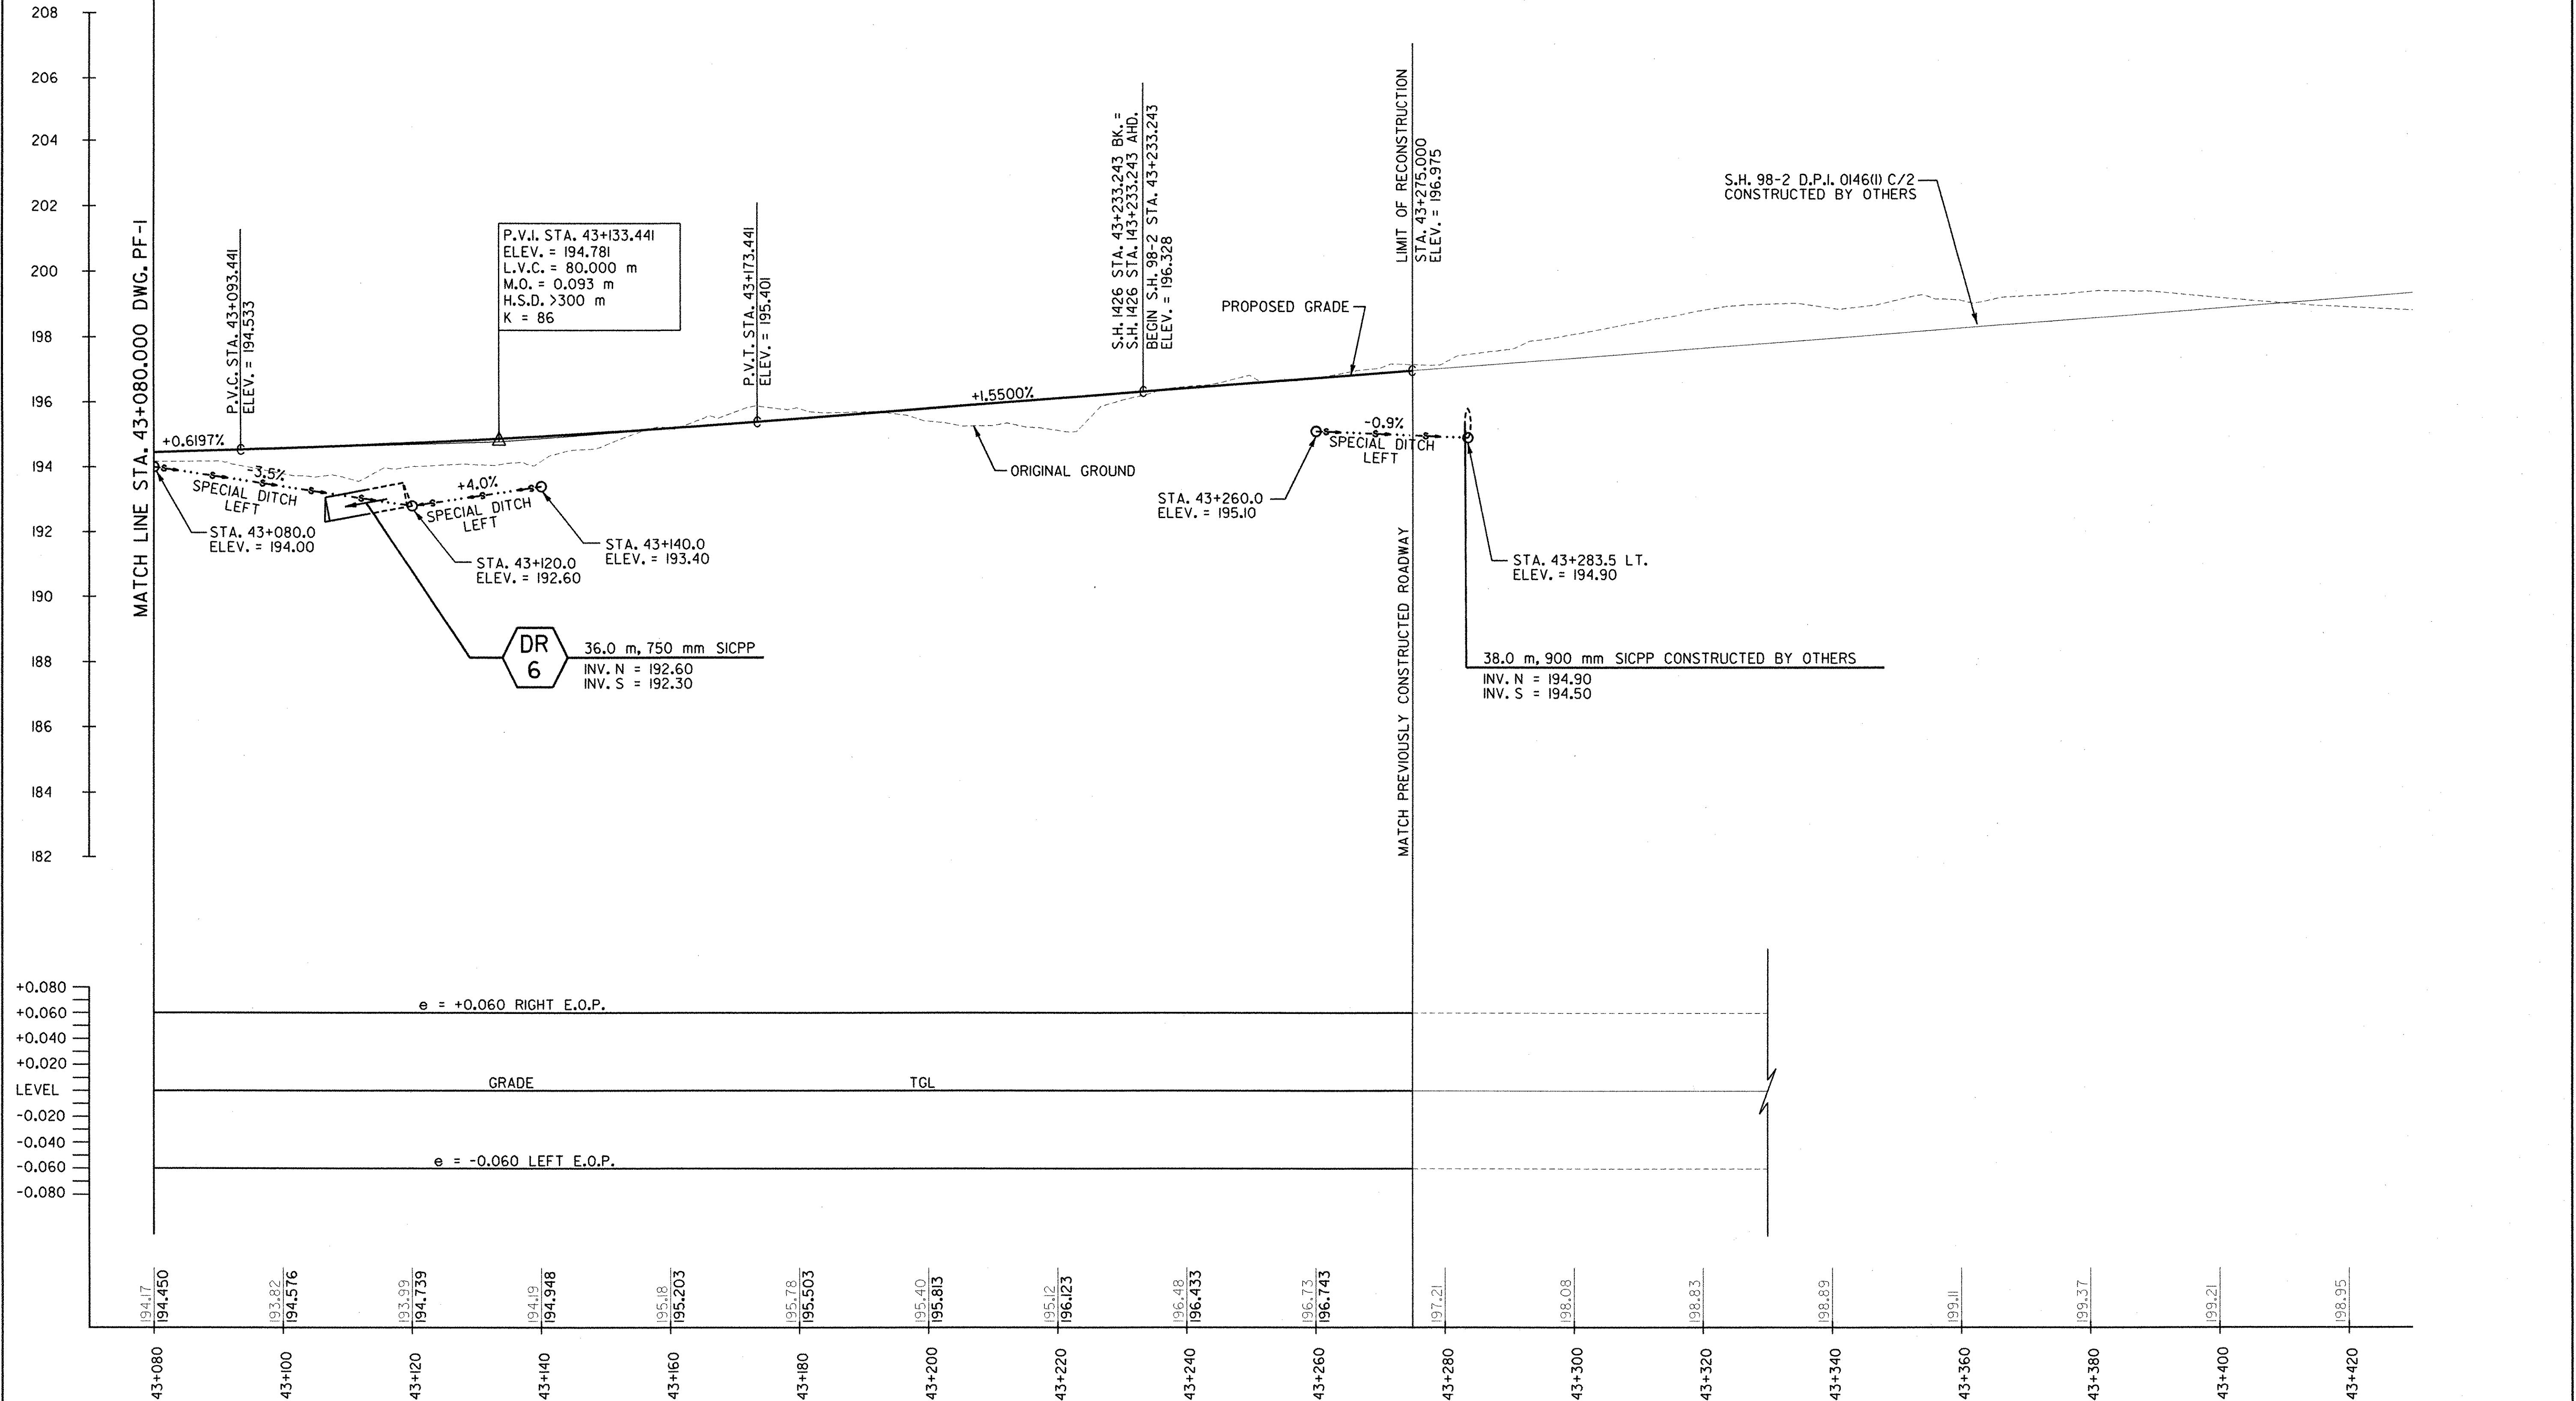 208
206
204
202
200
198
196
194
192
190
188
186
184
182
MATCH LINE STA. 43+080.000 DWG. PF-1
+0.6197%
P.V.C. STA. 43+093.441
ELEV. = 194.533
P.V.I. STA. 43+133.441
ELEV. = 194.781
L.V.C. = 80.000 m
M.O. = 0.093 m
H.S.D. >300 m
K = 86
P.V.T. STA. 43+173.441
ELEV. = 195.401
+1.5500%
S.H. 1426 STA. 43+233.243 BK. =
S.H. 1426 STA. 143+233.243 AHD.
BEGIN S.H. 98-2 STA. 43+233.243
ELEV. = 196.328
PROPOSED GRADE
LIMIT OF RECONSTRUCTION
STA. 43+275.000
ELEV. = 196.975
S.H. 98-2 D.P.I. 0146(1) C/2
CONSTRUCTED BY OTHERS
-3.5%
SPECIAL DITCH
LEFT
+4.0%
SPECIAL DITCH
LEFT
ORIGINAL GROUND
-0.9%
SPECIAL DITCH
LEFT
STA. 43+080.0
ELEV. = 194.00
STA. 43+120.0
ELEV. = 192.60
STA. 43+140.0
ELEV. = 193.40
STA. 43+260.0
ELEV. = 195.10
STA. 43+283.5 LT.
ELEV. = 194.90
DR
6
36.0 m, 750 mm SICPP
INV. N = 192.60
INV. S = 192.30
MATCH PREVIOUSLY CONSTRUCTED ROADWAY
38.0 m, 900 mm SICPP CONSTRUCTED BY OTHERS
INV. N = 194.90
INV. S = 194.50
+0.080
+0.060
+0.040
+0.020
LEVEL
-0.020
-0.040
-0.060
-0.080
e = +0.060 RIGHT E.O.P.
GRADE
TGL
e = -0.060 LEFT E.O.P.
194.17
194.450
193.82
194.576
193.99
194.739
194.19
194.948
195.18
195.203
195.78
195.503
195.40
195.813
195.12
196.123
196.48
196.433
196.73
196.743
197.21
198.08
198.83
198.89
199.11
199.37
199.21
198.95
43+080
43+100
43+120
43+140
43+160
43+180
43+200
43+220
43+240
43+260
43+280
43+300
43+320
43+340
43+360
43+380
43+400
43+420
S
S
S
S
S
S
S
S
S
S
S